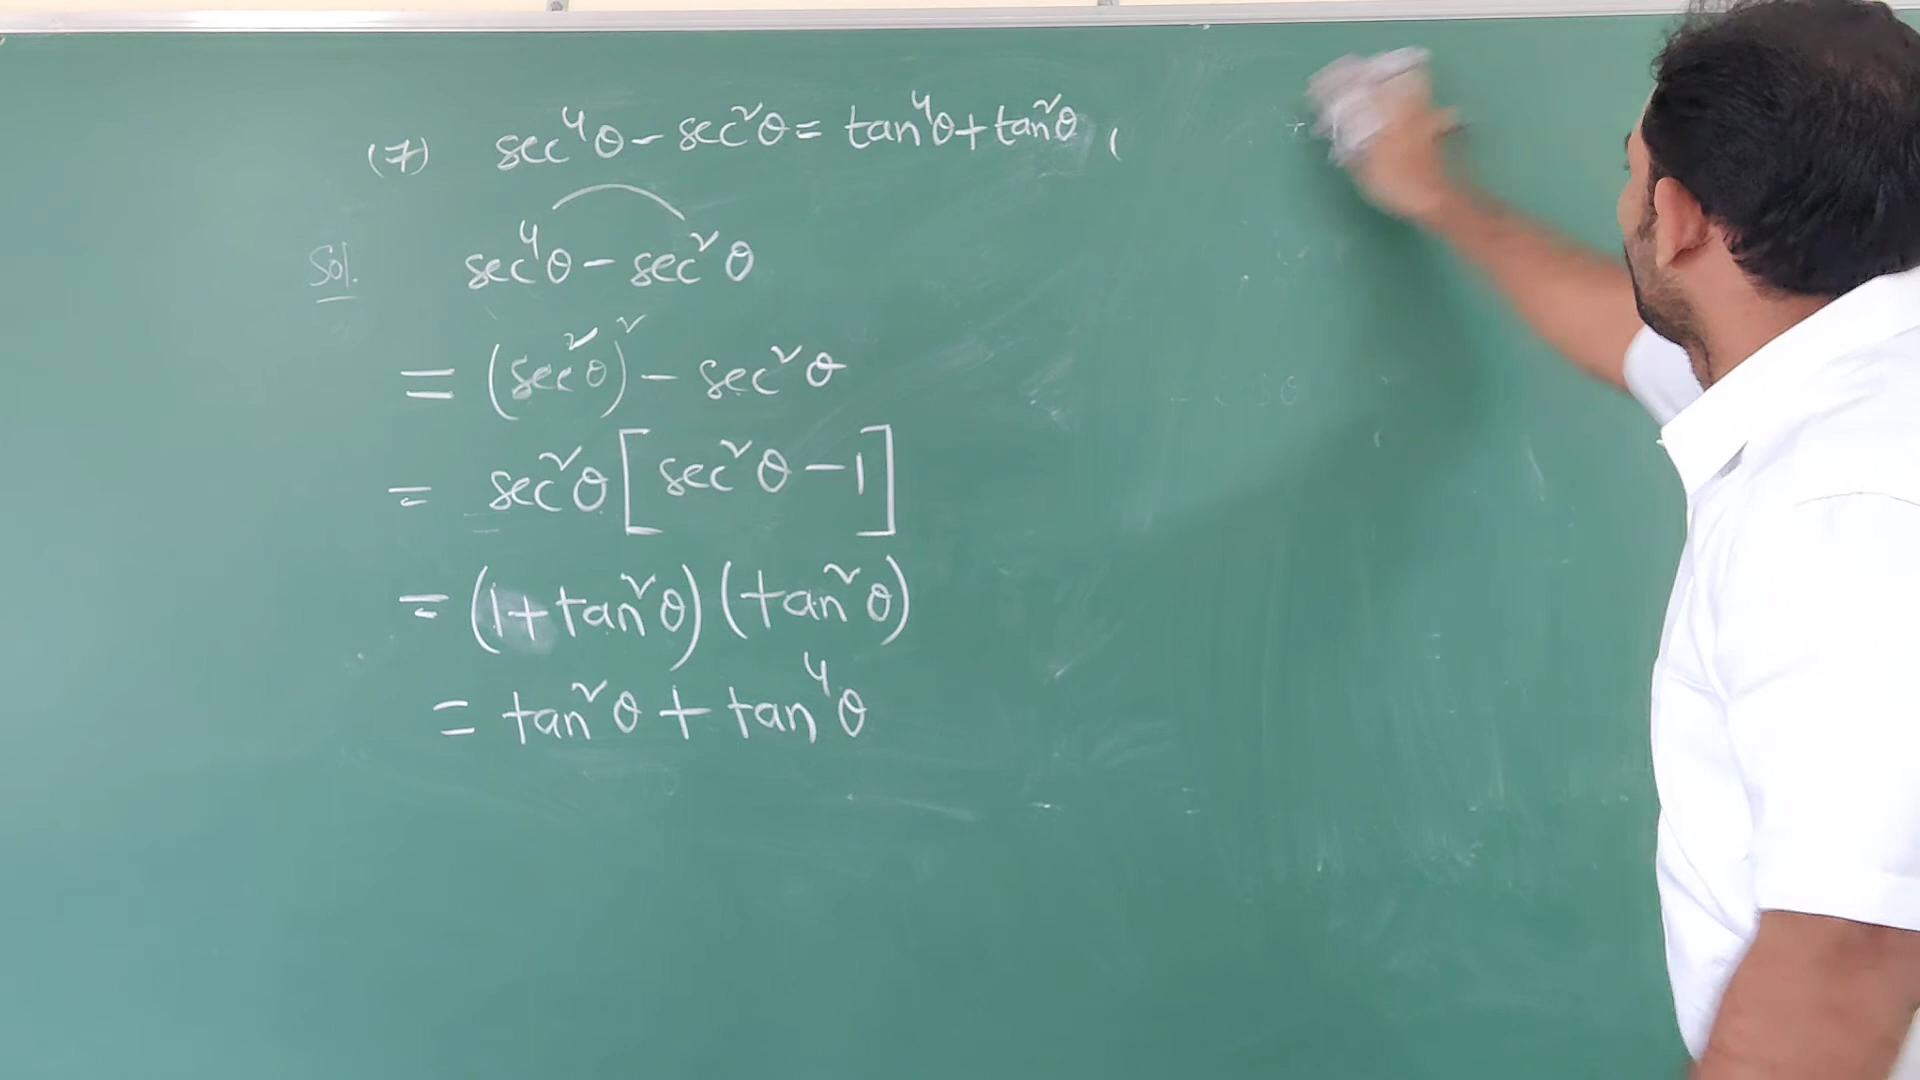 (7) sec⁴θ - sec²θ = tan⁴θ + tan²θ
Sol. sec⁴θ - sec²θ
= (sec²θ)² - sec²θ
= sec²θ [sec²θ - 1]
= (1 + tan²θ) (tan²θ)
= tan²θ + tan⁴θ